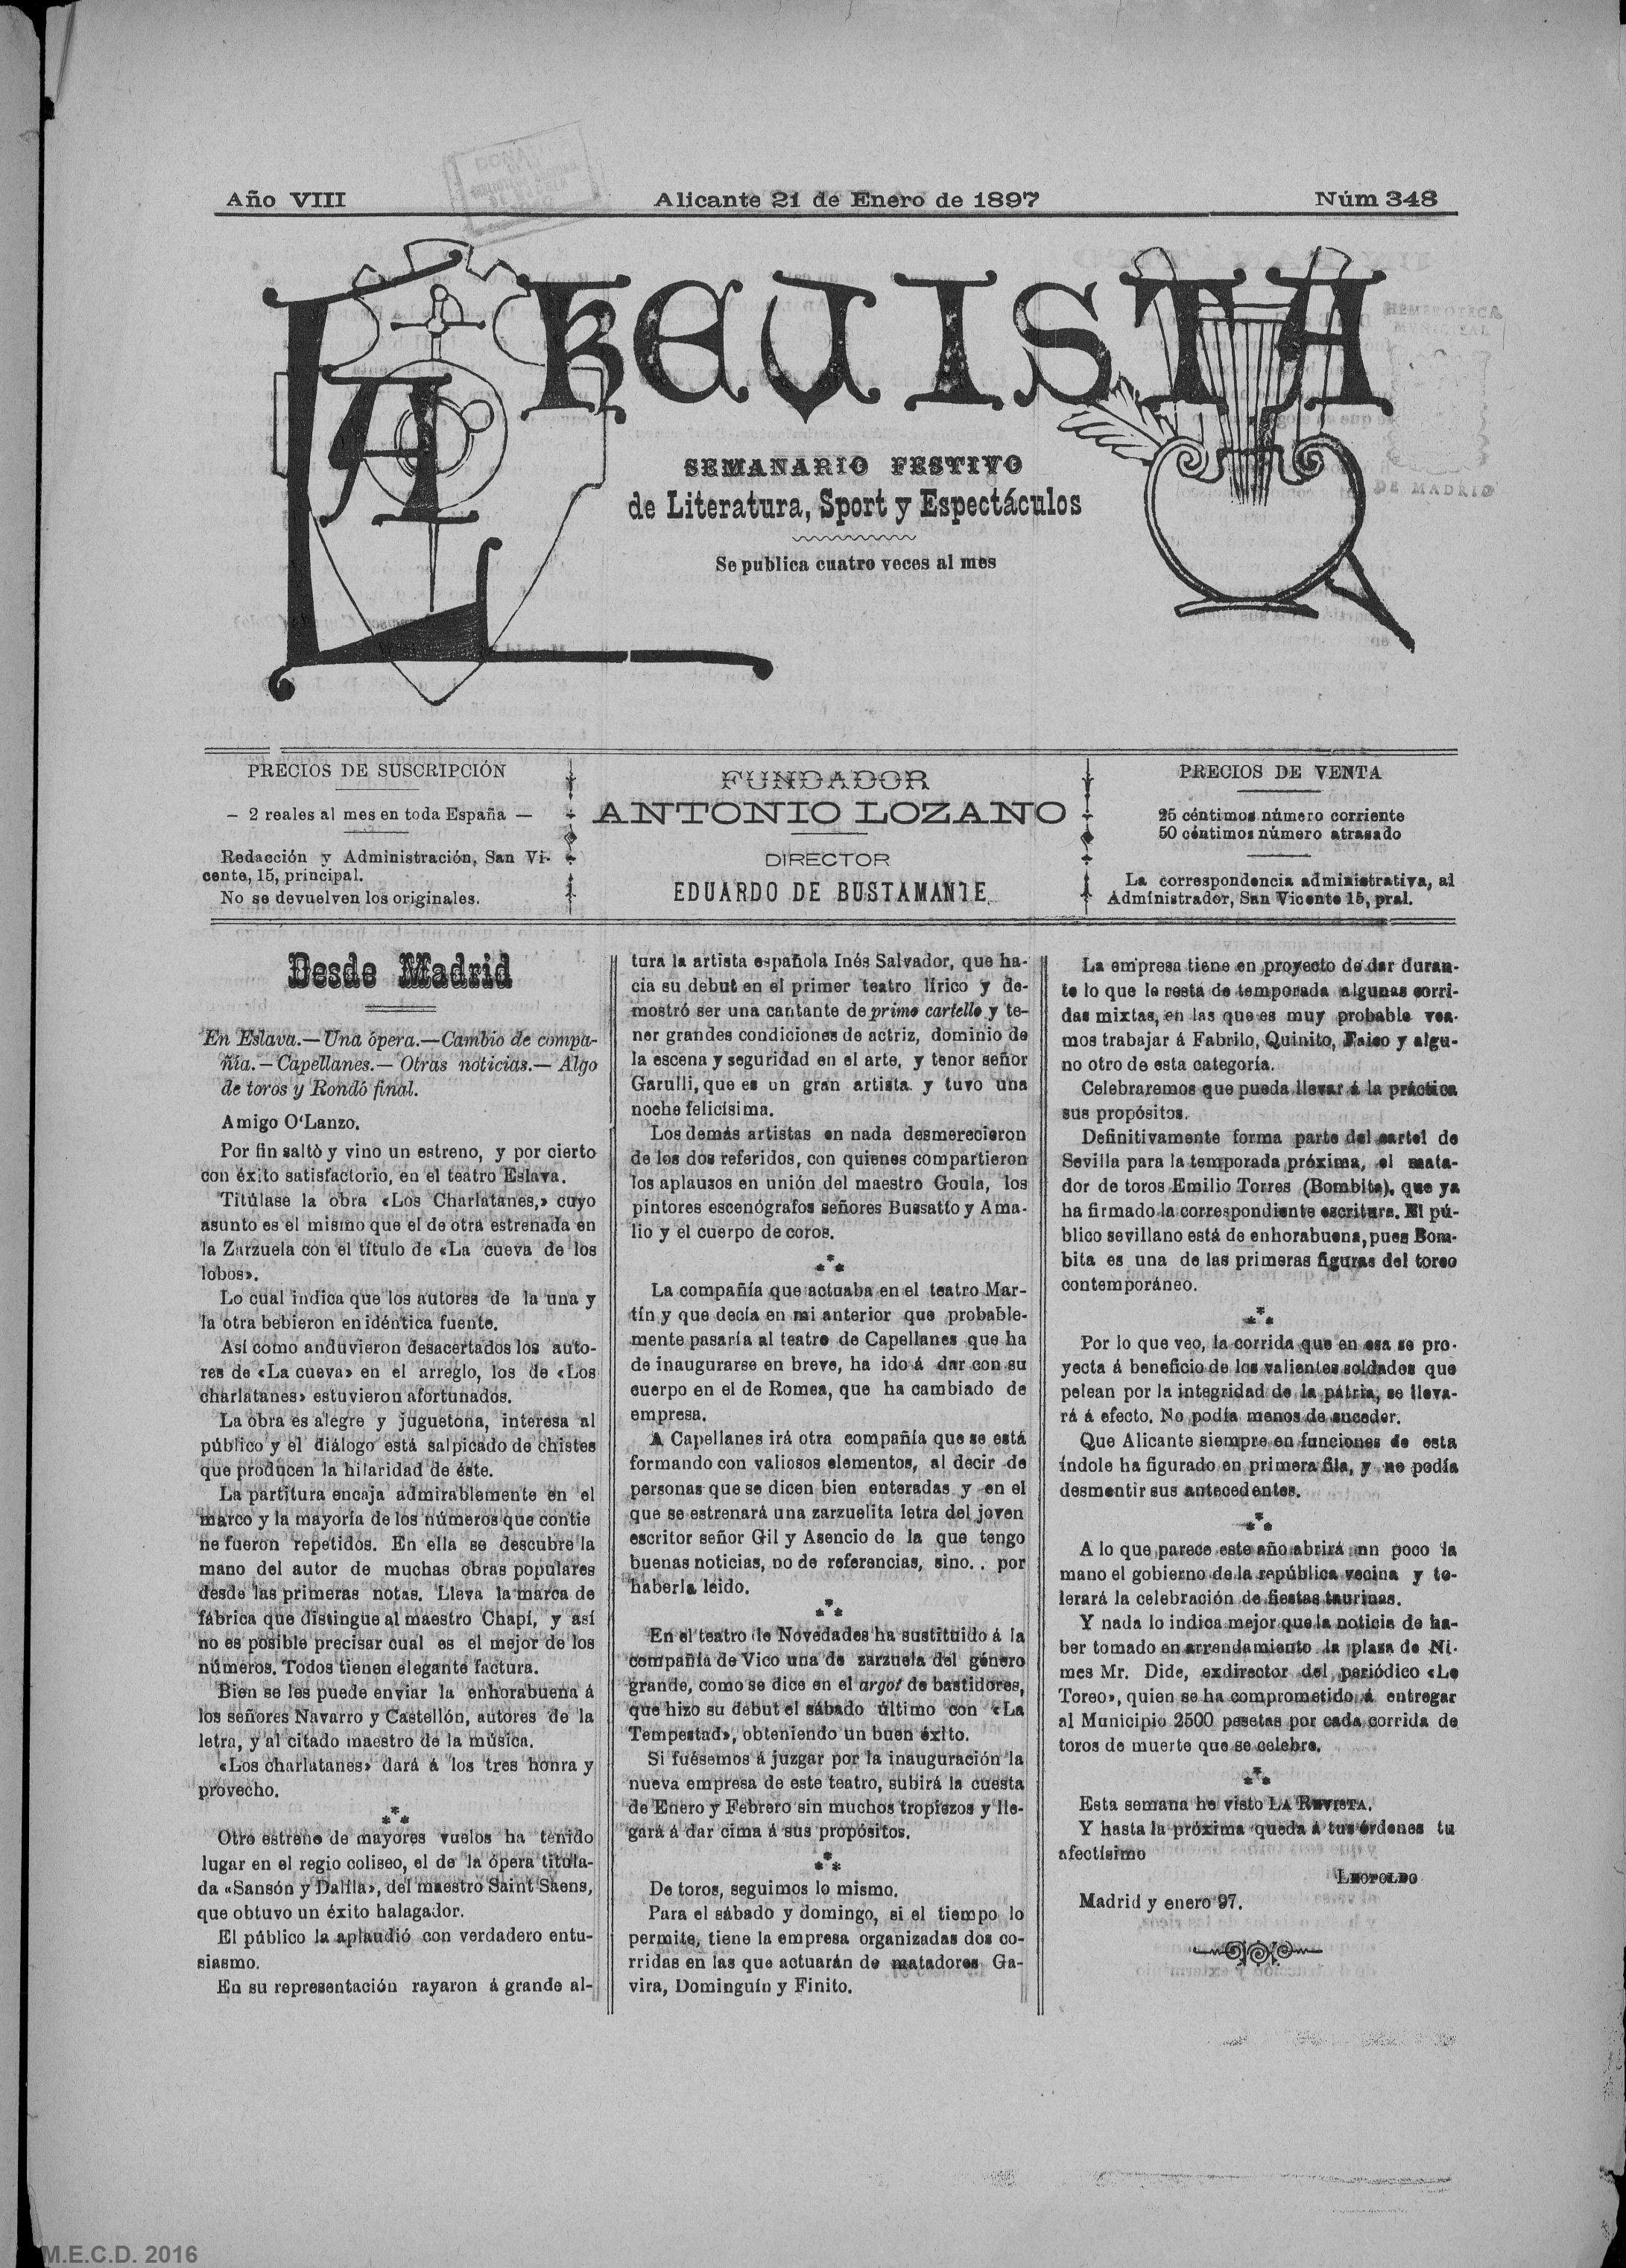 Año VIII
Alicante 21 de Enero de 1897
Núm 348
LA REVISTA
SEMANARIO FESTIVO
de Literatura, Sport y Espectáculos
Se publica cuatro veces al mes
HEMEROTECA
MUNICIPAL
DE MADRID
PRECIOS DE SUSCRIPCIÓN
— 2 reales al mes en toda España —
Redacción y Administración, San Vi-
cente, 15, principal.
No se devuelven los originales.
FUNDADOR
ANTONIO LOZANO
DIRECTOR
EDUARDO DE BUSTAMANTE.
PRECIOS DE VENTA
25 céntimos número corriente
50 céntimos número atrasado
La correspondencia administrativa, al
Administrador, San Vicente 15, pral.
Desde Madrid
En Eslava.—Una ópera.—Cambio de compa-
ñía.—Capellanes.—Otras noticias.—Algo
de toros y Rondó final.
Amigo O'Lanzo.
Por fin saltò y vino un estreno, y por cierto
con éxito satisfactorio, en el teatro Eslava.
Titúlase la obra «Los Charlatanes,» cuyo
asunto es el mismo que el de otra estrenada en
la Zarzuela con el título de «La cueva de los
lobos».
Lo cual indica que los autores de la una y
la otra bebieron en idéntica fuente.
Así como anduvieron desacertados los auto-
res de «La cueva» en el arreglo, los de «Los
charlatanes» estuvieron afortunados.
La obra es alegre y juguetona, interesa al
público y el diálogo está salpicado de chistes
que producen la hilaridad de éste.
La partitura encaja admirablemente en el
marco y la mayoría de los números que contie
ne fueron repetidos. En ella se descubre la
mano del autor de muchas obras populares
desde las primeras notas. Lleva la marca de
fábrica que distingue al maestro Chapí, y así
no es posible precisar cual es el mejor de los
números. Todos tienen elegante factura.
Bien se les puede enviar la enhorabuena á
los señores Navarro y Castellón, autores de la
letra, y al citado maestro de la música.
«Los charlatanes» dará á los tres honra y
provecho.
***
Otro estreno de mayores vuelos ha tenido
lugar en el regio coliseo, el de la ópera titula-
da «Sansón y Dalila», del maestro Saint Saens,
que obtuvo un éxito halagador.
El público la aplaudió con verdadero entu-
siasmo.
En su representación rayaron á grande al-
tura la artista española Inés Salvador, que ha-
cia su debut en el primer teatro lírico y de-
mostró ser una cantante de primo cartello y te-
ner grandes condiciones de actriz, dominio de
la escena y seguridad en el arte, y tenor señor
Garulli, que es un gran artista y tuvo una
noche felicísima.
Los demás artistas en nada desmerecieron
de los dos referidos, con quienes compartieron
los aplausos en unión del maestro Goula, los
pintores escenógrafos señores Bussatto y Ama-
lio y el cuerpo de coros.
***
La compañía que actuaba en el teatro Mar-
tín y que decía en mi anterior que probable-
mente pasaría al teatro de Capellanes que ha
de inaugurarse en breve, ha ido á dar con su
cuerpo en el de Romea, que ha cambiado de
empresa.
A Capellanes irá otra compañía que se está
formando con valiosos elementos, al decir de
personas que se dicen bien enteradas y en el
que se estrenará una zarzuelita letra del joven
escritor señor Gil y Asencio de la que tengo
buenas noticias, no de referencias, sino.. por
haberla leido.
***
En el teatro de Novedades ha sustituido á la
compañía de Vico una de zarzuela del género
grande, como se dice en el argot de bastidores,
que hizo su debut el sábado último con «La
Tempestad», obteniendo un buen éxito.
Si fuésemos á juzgar por la inauguración la
nueva empresa de este teatro, subirá la cuesta
de Enero y Febrero sin muchos tropiezos y lle-
gará á dar cima á sus propósitos.
***
De toros, seguimos lo mismo.
Para el sábado y domingo, si el tiempo lo
permite, tiene la empresa organizadas dos co-
rridas en las que actuarán de matadores Ga-
vira, Dominguín y Finito.
La empresa tiene en proyecto de dar duran-
te lo que le resta de temporada algunas corri-
das mixtas, en las que es muy probable vea-
mos trabajar á Fabrilo, Quinito, Faico y algu-
no otro de esta categoría.
Celebraremos que pueda llevar á la práctica
sus propósitos.
Definitivamente forma parte del cartel de
Sevilla para la temporada próxima, el mata-
dor de toros Emilio Torres (Bombita), que ya
ha firmado la correspondiente escritura. El pú-
blico sevillano está de enhorabuena, pues Bom-
bita es una de las primeras figuras del toreo
contemporáneo.
***
Por lo que veo, la corrida que en esa se pro-
yecta á beneficio de los valientes soldados que
pelean por la integridad de la pátria, se lleva-
rá á efecto. No podía menos de suceder.
Que Alicante siempre en funciones de esta
índole ha figurado en primera fila, y no podía
desmentir sus antecedentes.
***
A lo que parece este año abrirá un poco la
mano el gobierno de la república vecina y to-
lerará la celebración de fiestas taurinas.
Y nada lo indica mejor que la noticia de ha-
ber tomado en arrendamiento la plaza de Ni-
mes Mr. Dide, exdirector del periódico «Le
Toreo», quien se ha comprometido á entregar
al Municipio 2500 pesetas por cada corrida de
toros de muerte que se celebre.
***
Esta semana he visto LA REVISTA.
Y hasta la próxima queda á tus órdenes tu
afectísimo
LEOPOLDO
Madrid y enero 97.
M.E.C.D. 2016